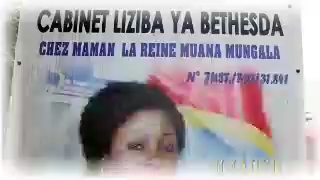 CABINET LIZIBA YA BETHESDA
CHEZ MAMAN LA REINE MUANA MUNGALA
N°